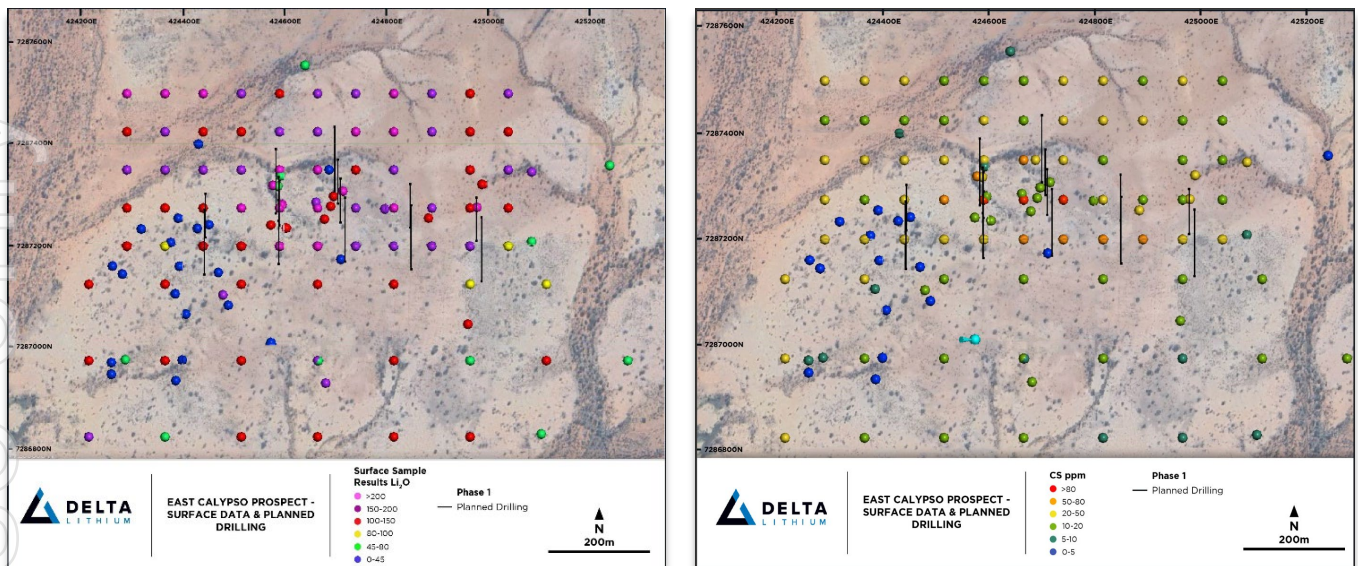 424200E 424400E 424600E 424800E 425000E 425200E
7287600N
7287400N
7287200N
7287000N
7286800N
DELTA
LITHIUM
EAST CALYPSO PROSPECT -
SURFACE DATA & PLANNED
DRILLING
Surface Sample
Results Li₂O
>200
150-200
100-150
80-100
45-80
0-45
Phase 1
Planned Drilling
N
200m
424200E 424400E 424600E 424800E 425000E 425200E
7287600N
7287400N
7287200N
7287000N
7286800N
DELTA
LITHIUM
EAST CALYPSO PROSPECT -
SURFACE DATA & PLANNED
DRILLING
CS ppm
>80
50-80
20-50
10-20
5-10
0-5
Phase 1
Planned Drilling
N
200m